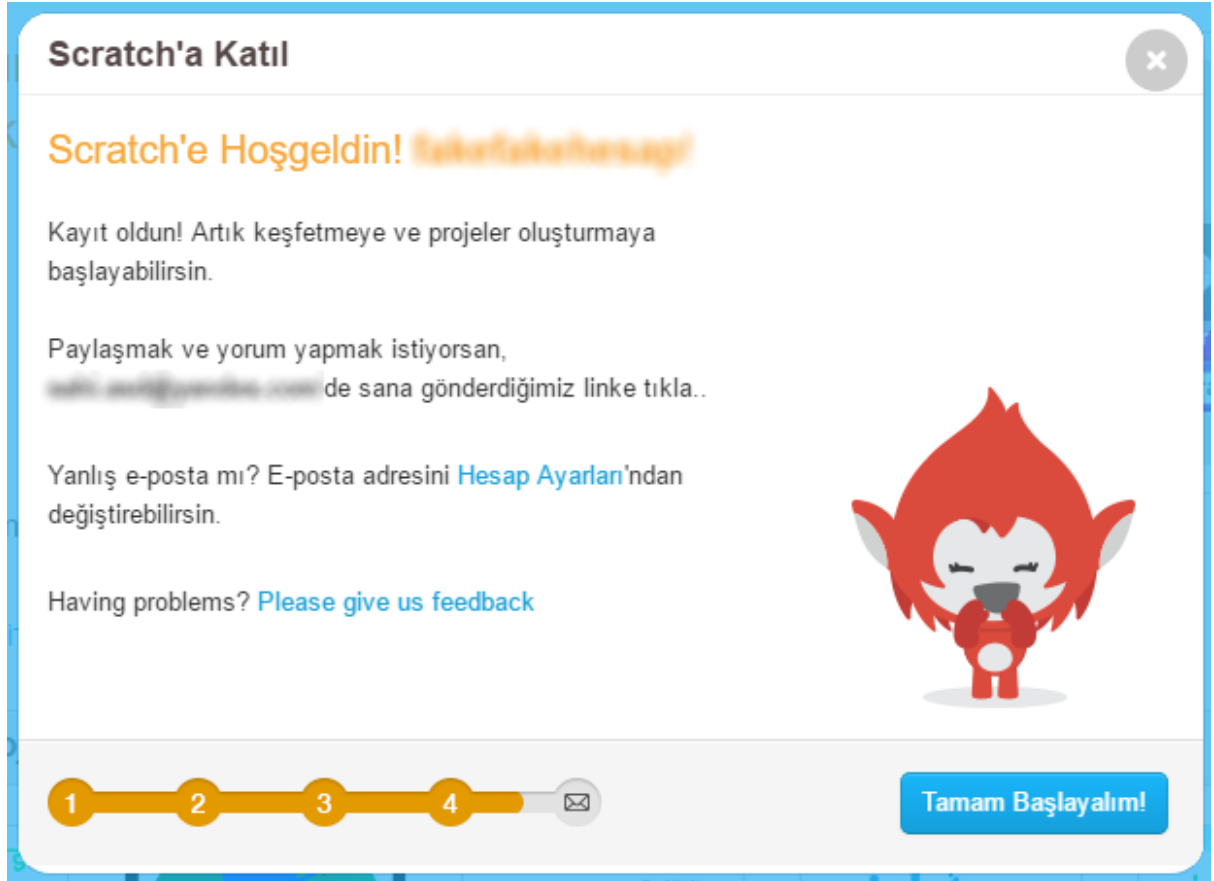 Scratch'a Katıl
Scratch'e Hoşgeldin!
Kayıt oldun! Artık keşfetmeye ve projeler oluşturmaya
başlayabilirsin.
Paylaşmak ve yorum yapmak istiyorsan,
de sana gönderdiğimiz linke tıkla..
Yanlış e-posta mı? E-posta adresini Hesap Ayarları'ndan
değiştirebilirsin.
Having problems? Please give us feedback
1 2 3 4
Tamam Başlayalım!